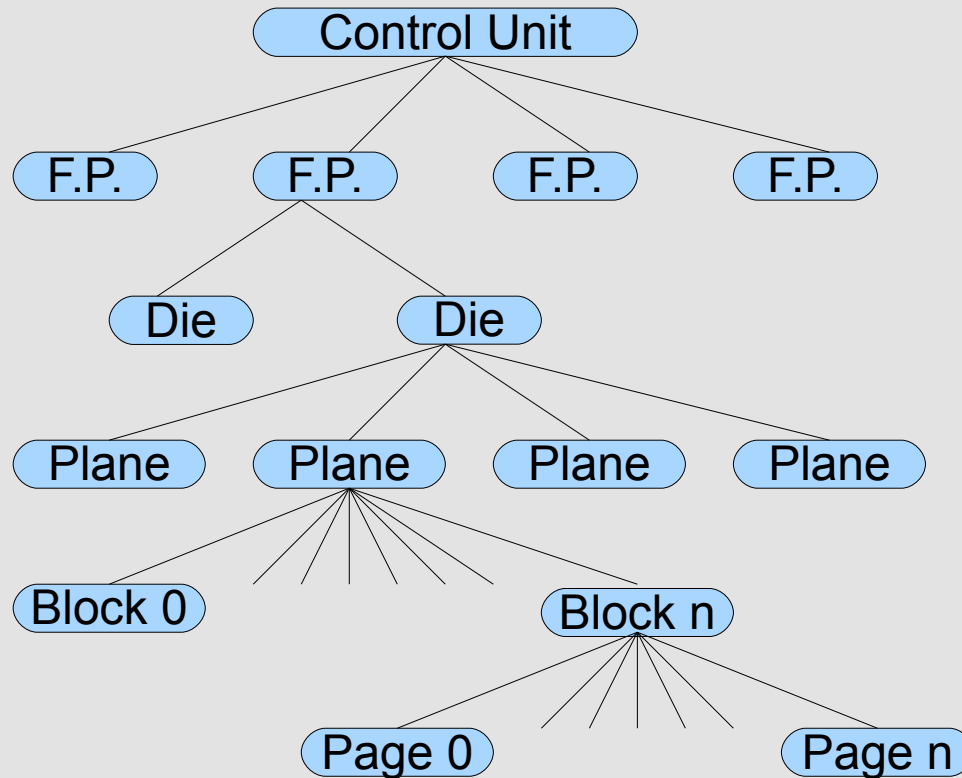 Control Unit
F.P. F.P. F.P. F.P.
Die Die
Plane Plane Plane Plane
Block 0 Block n
Page 0 Page n